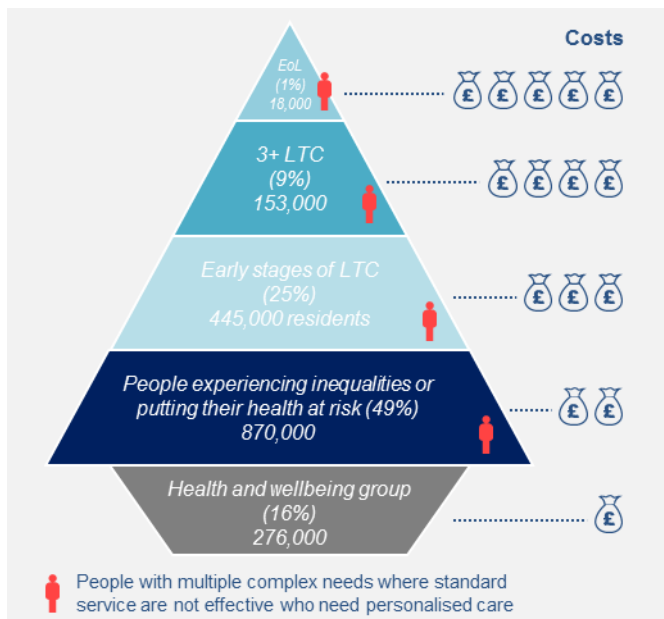 Costs
EoL
(1%)
18,000
£ £ £ £ £
3+ LTC
(9%)
153,000
£ £ £ £
Early stages of LTC
(25%)
445,000 residents
£ £ £
People experiencing inequalities or
putting their health at risk (49%)
870,000
£ £
Health and wellbeing group
(16%)
276,000
£
People with multiple complex needs where standard
service are not effective who need personalised care